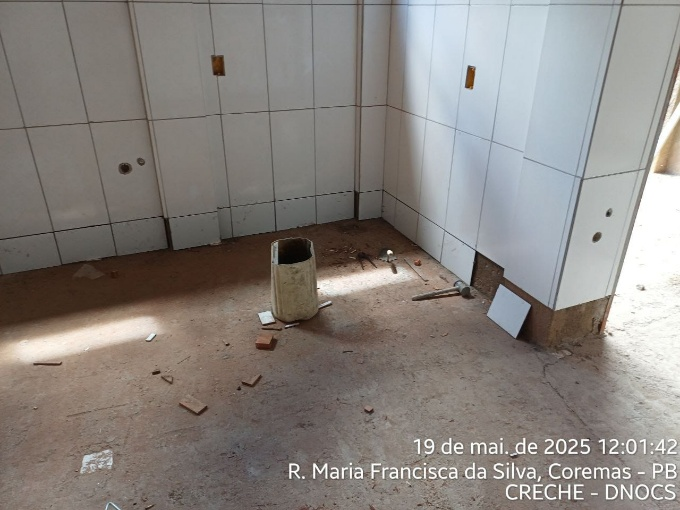 19 de mai. de 2025 12:01:42
R. Maria Francisca da Silva, Coremas - PB
CRECHE - DNOCS